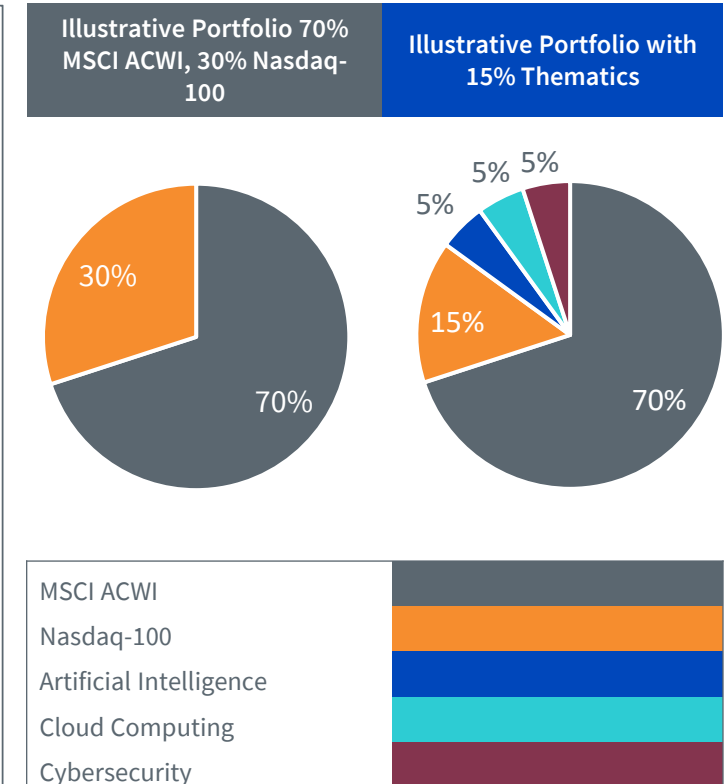 Illustrative Portfolio 70%
MSCI ACWI, 30% Nasdaq-
100
Illustrative Portfolio with
15% Thematics
30%
70%
5%
5%
5%
15%
70%
MSCI ACWI
Nasdaq-100
Artificial Intelligence
Cloud Computing
Cybersecurity